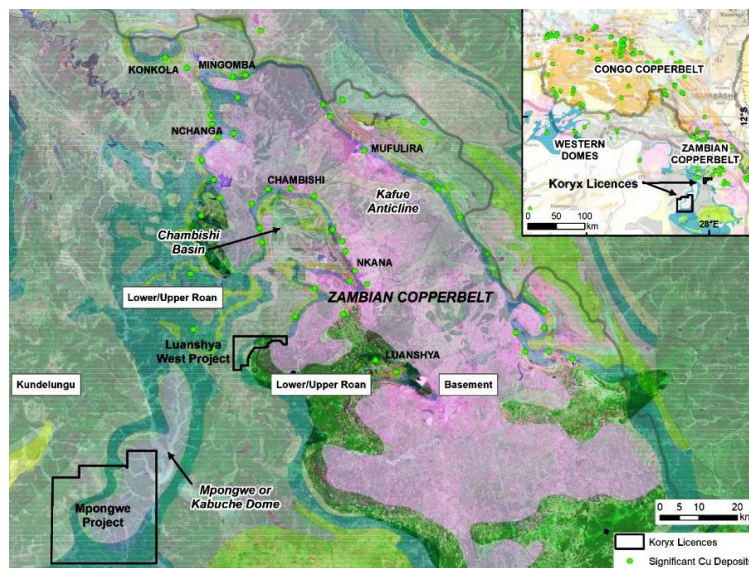 KONKOLA
MINGOMBA
NCHANGA
MUFULIRA
CHAMBISHI
Kafue
Anticline
Chambishi
Basin
NKANA
Lower/Upper Roan
ZAMBIAN COPPERBELT
Luanshya
West Project
LUANSHYA
Kundelungu
Lower/Upper Roan
Basement
Mpongwe or
Kabuche Dome
Mpongwe
Project
CONGO COPPERBELT
12°S
WESTERN
DOMES
ZAMBIAN
COPPERBELT
Koryx Licences
0 50 100
km
28°E
0 5 10 20
km
Koryx Licences
Significant Cu Deposits